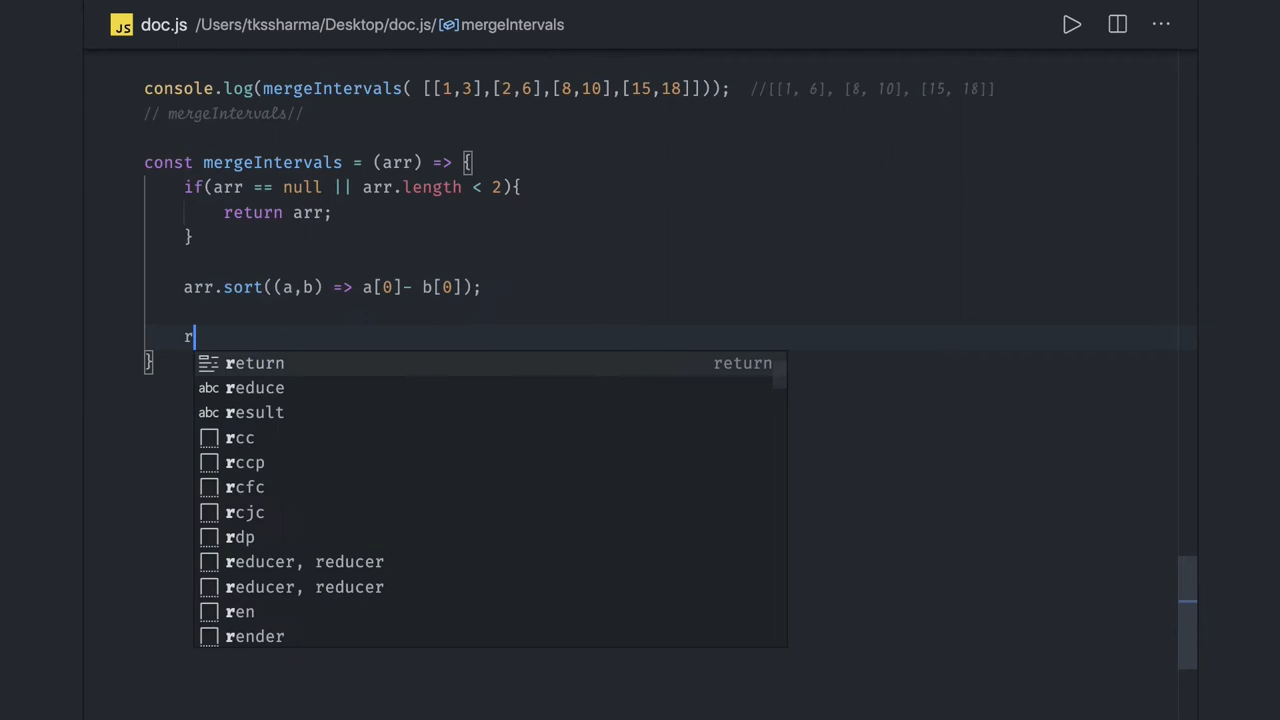 JS doc.js /Users/tkssharma/Desktop/doc.js/mergeIntervals
console.log(mergeIntervals( [[1,3],[2,6],[8,10],[15,18]])); //[[1, 6], [8, 10], [15, 18]]
// mergeIntervals//
const mergeIntervals = (arr) => {
if(arr == null || arr.length < 2){
return arr;
}
arr.sort((a,b) => a[0]- b[0]);
r
}
return return
abc reduce
abc result
rcc
rccp
rcfc
rcjc
rdp
reducer, reducer
reducer, reducer
ren
render